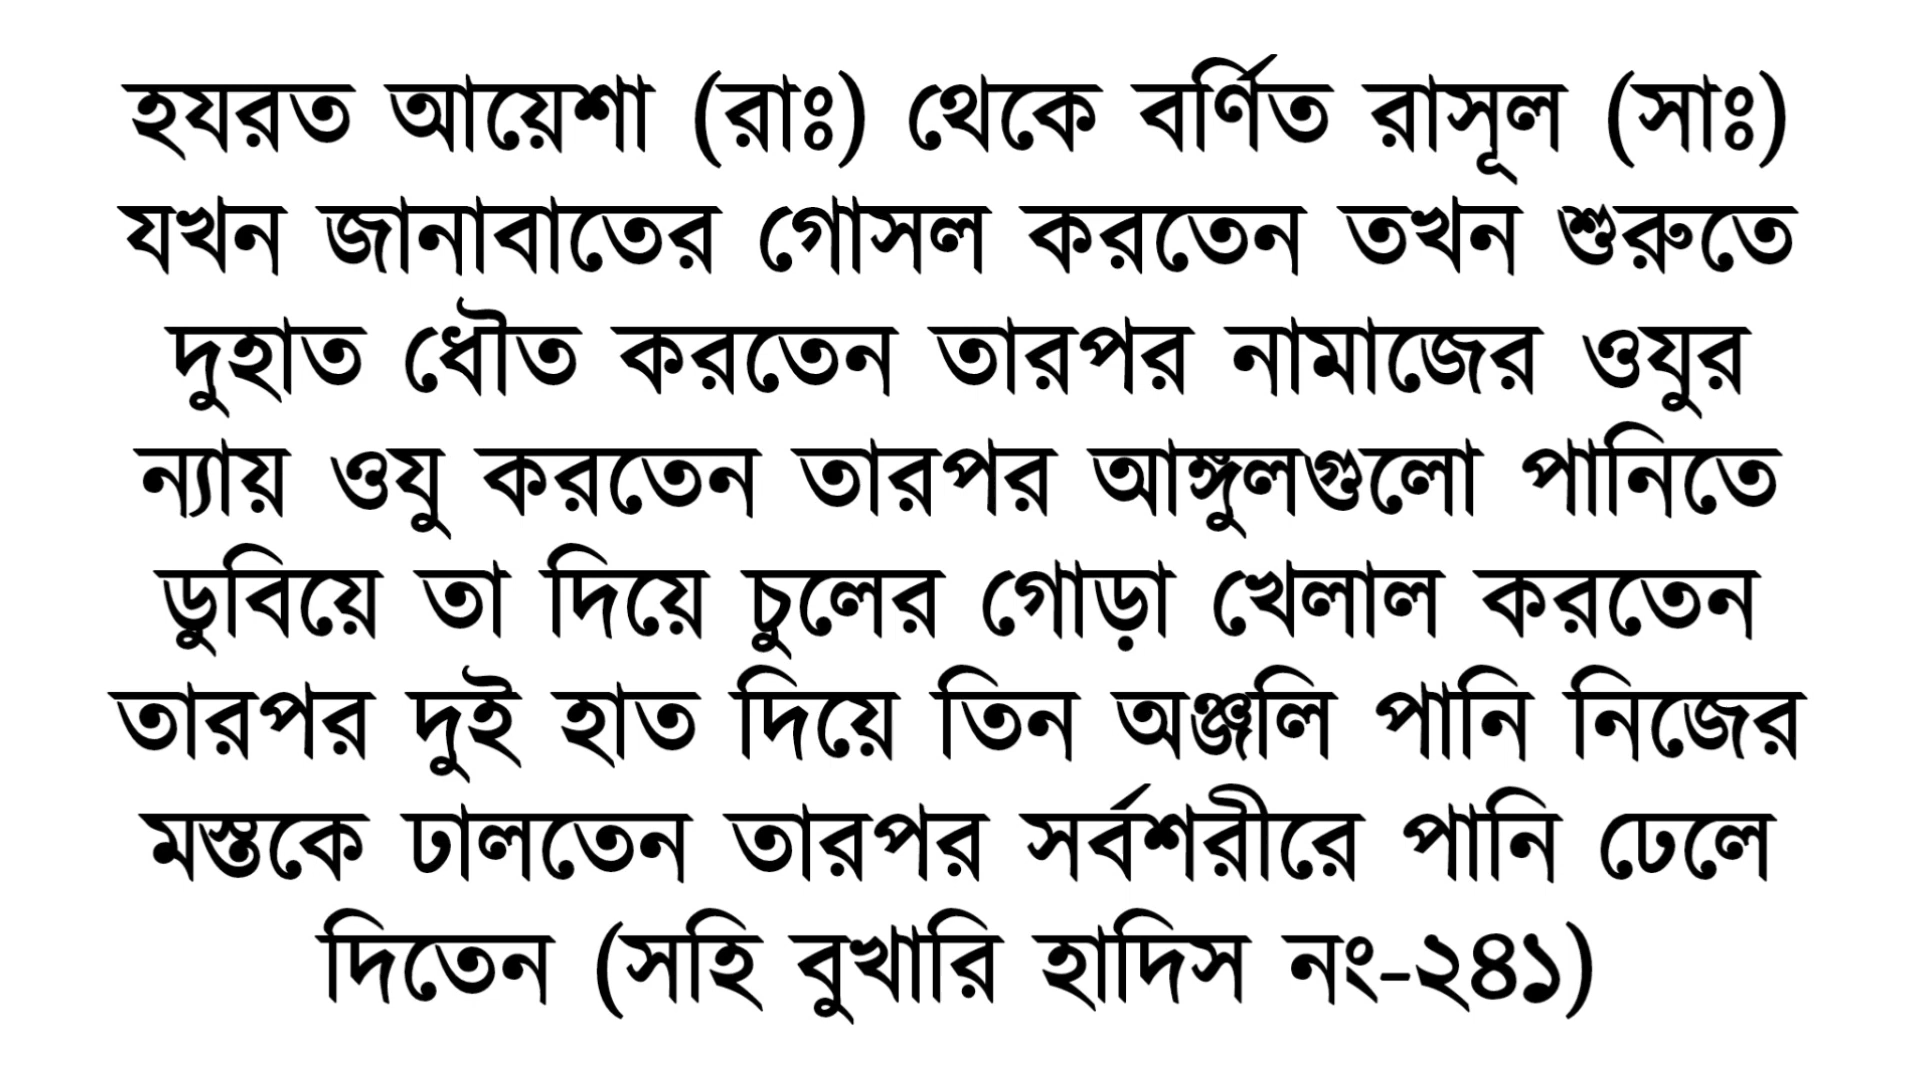 হযরত আয়েশা (রাঃ) থেকে বর্ণিত রাসূল (সাঃ)
যখন জানাবাতের গোসল করতেন তখন শুরুতে
দুহাত ধৌত করতেন তারপর নামাজের ওযুর
ন্যায় ওযু করতেন তারপর আঙ্গুলগুলো পানিতে
ডুবিয়ে তা দিয়ে চুলের গোড়া খেলাল করতেন
তারপর দুই হাত দিয়ে তিন অঞ্জলি পানি নিজের
মস্তকে ঢালতেন তারপর সর্বশরীরে পানি ঢেলে
দিতেন (সহি বুখারি হাদিস নং-২৪১)